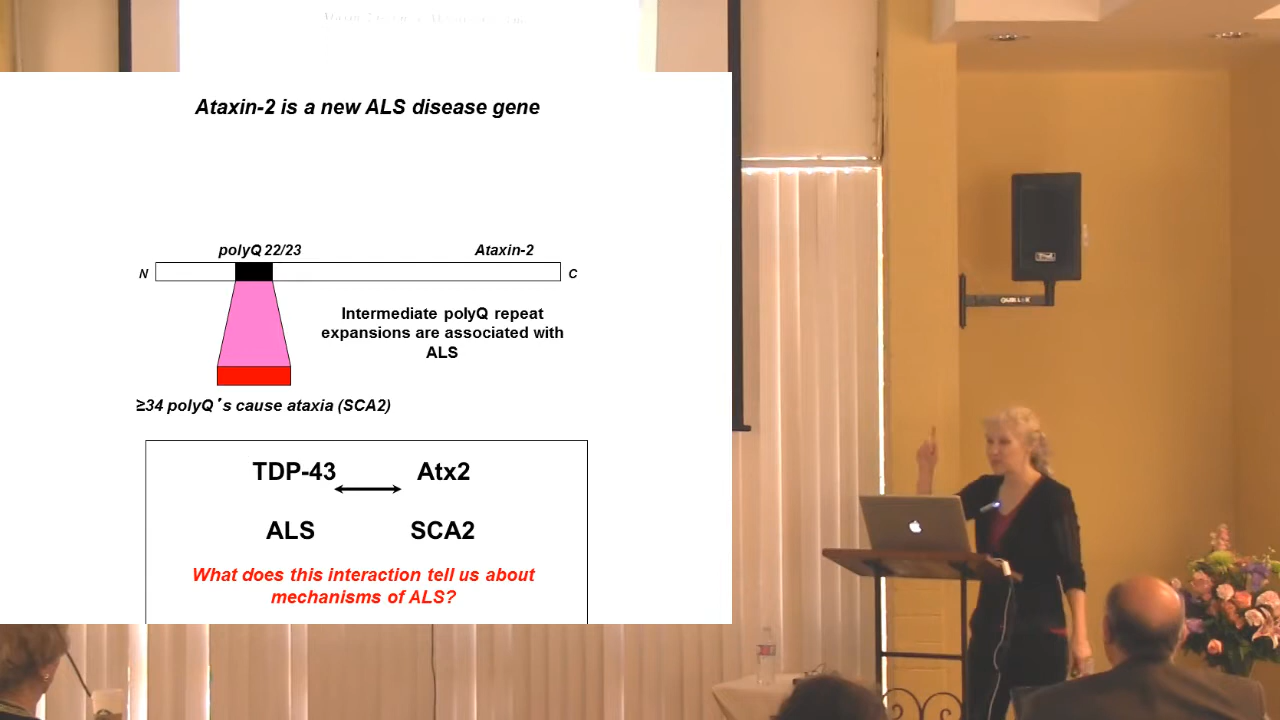 Ataxin-2 is a new ALS disease gene
polyQ 22/23
Ataxin-2
N
C
Intermediate polyQ repeat
expansions are associated with
ALS
≥34 polyQ's cause ataxia (SCA2)
TDP-43
Atx2
ALS
SCA2
What does this interaction tell us about
mechanisms of ALS?